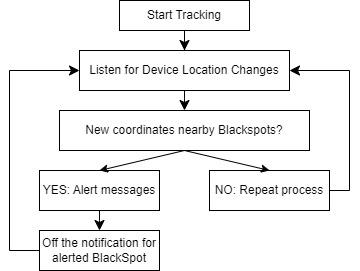 Start Tracking
Listen for Device Location Changes
New coordinates nearby Blackspots?
YES: Alert messages
NO: Repeat process
Off the notification for
alerted BlackSpot